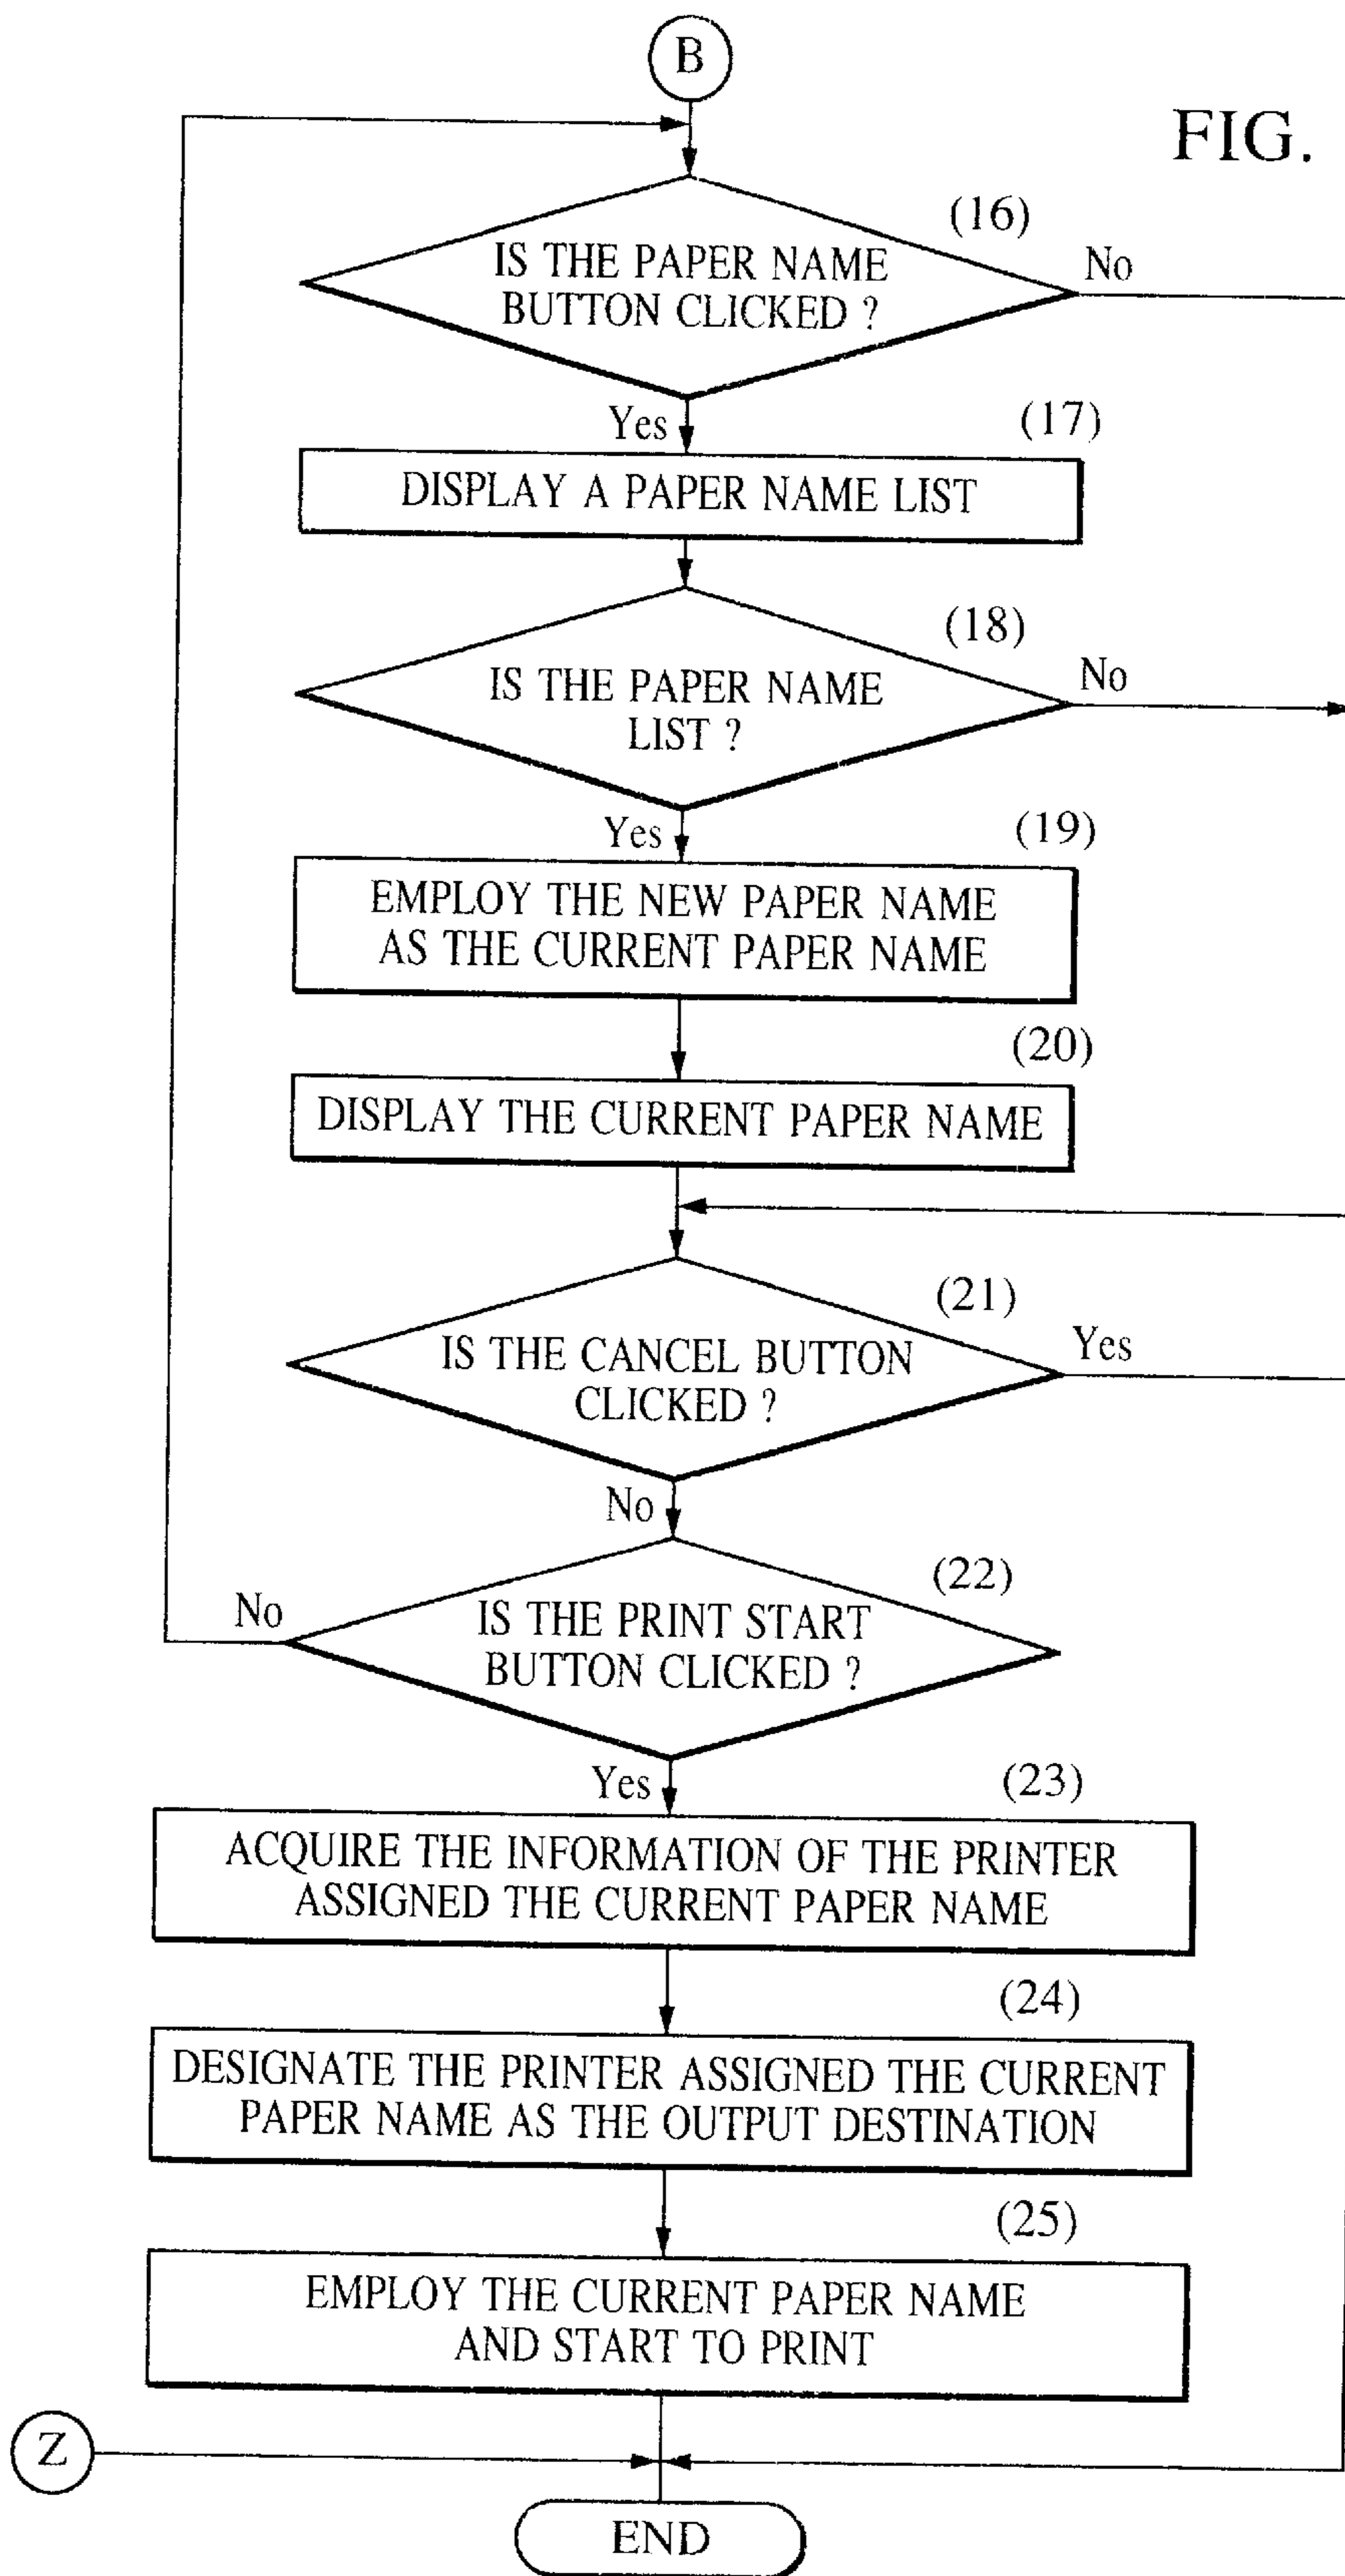 B
FIG.
(16)
IS THE PAPER NAME
BUTTON CLICKED ?
No
Yes
(17)
DISPLAY A PAPER NAME LIST
(18)
IS THE PAPER NAME
LIST ?
No
Yes
(19)
EMPLOY THE NEW PAPER NAME
AS THE CURRENT PAPER NAME
(20)
DISPLAY THE CURRENT PAPER NAME
(21)
IS THE CANCEL BUTTON
CLICKED ?
Yes
No
(22)
No
IS THE PRINT START
BUTTON CLICKED ?
Yes
(23)
ACQUIRE THE INFORMATION OF THE PRINTER
ASSIGNED THE CURRENT PAPER NAME
(24)
DESIGNATE THE PRINTER ASSIGNED THE CURRENT
PAPER NAME AS THE OUTPUT DESTINATION
(25)
EMPLOY THE CURRENT PAPER NAME
AND START TO PRINT
Z
END